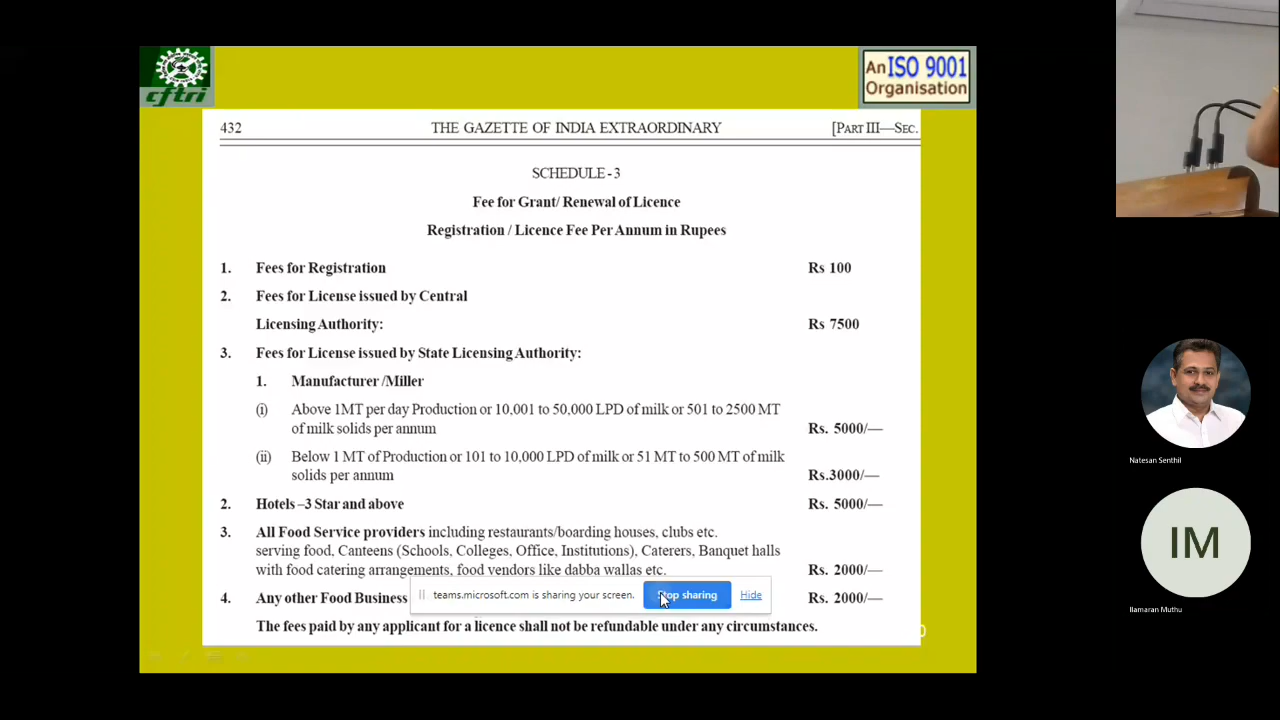 cftri
An ISO 9001
Organisation
432 THE GAZETTE OF INDIA EXTRAORDINARY [PART III—SEC.
SCHEDULE - 3
Fee for Grant/ Renewal of Licence
Registration / Licence Fee Per Annum in Rupees
1. Fees for Registration Rs 100
2. Fees for License issued by Central
Licensing Authority: Rs 7500
3. Fees for License issued by State Licensing Authority:
1. Manufacturer /Miller
(i) Above 1MT per day Production or 10,001 to 50,000 LPD of milk or 501 to 2500 MT
of milk solids per annum Rs. 5000/—
(ii) Below 1 MT of Production or 101 to 10,000 LPD of milk or 51 MT to 500 MT of milk
solids per annum Rs.3000/—
2. Hotels –3 Star and above Rs. 5000/—
3. All Food Service providers including restaurants/boarding houses, clubs etc.
serving food, Canteens (Schools, Colleges, Office, Institutions), Caterers, Banquet halls
with food catering arrangements, food vendors like dabba wallas etc. Rs. 2000/—
teams.microsoft.com is sharing your screen. Stop sharing Hide
4. Any other Food Business Rs. 2000/—
The fees paid by any applicant for a licence shall not be refundable under any circumstances.
0
Natesan Senthil
IM
Ilamaran Muthu